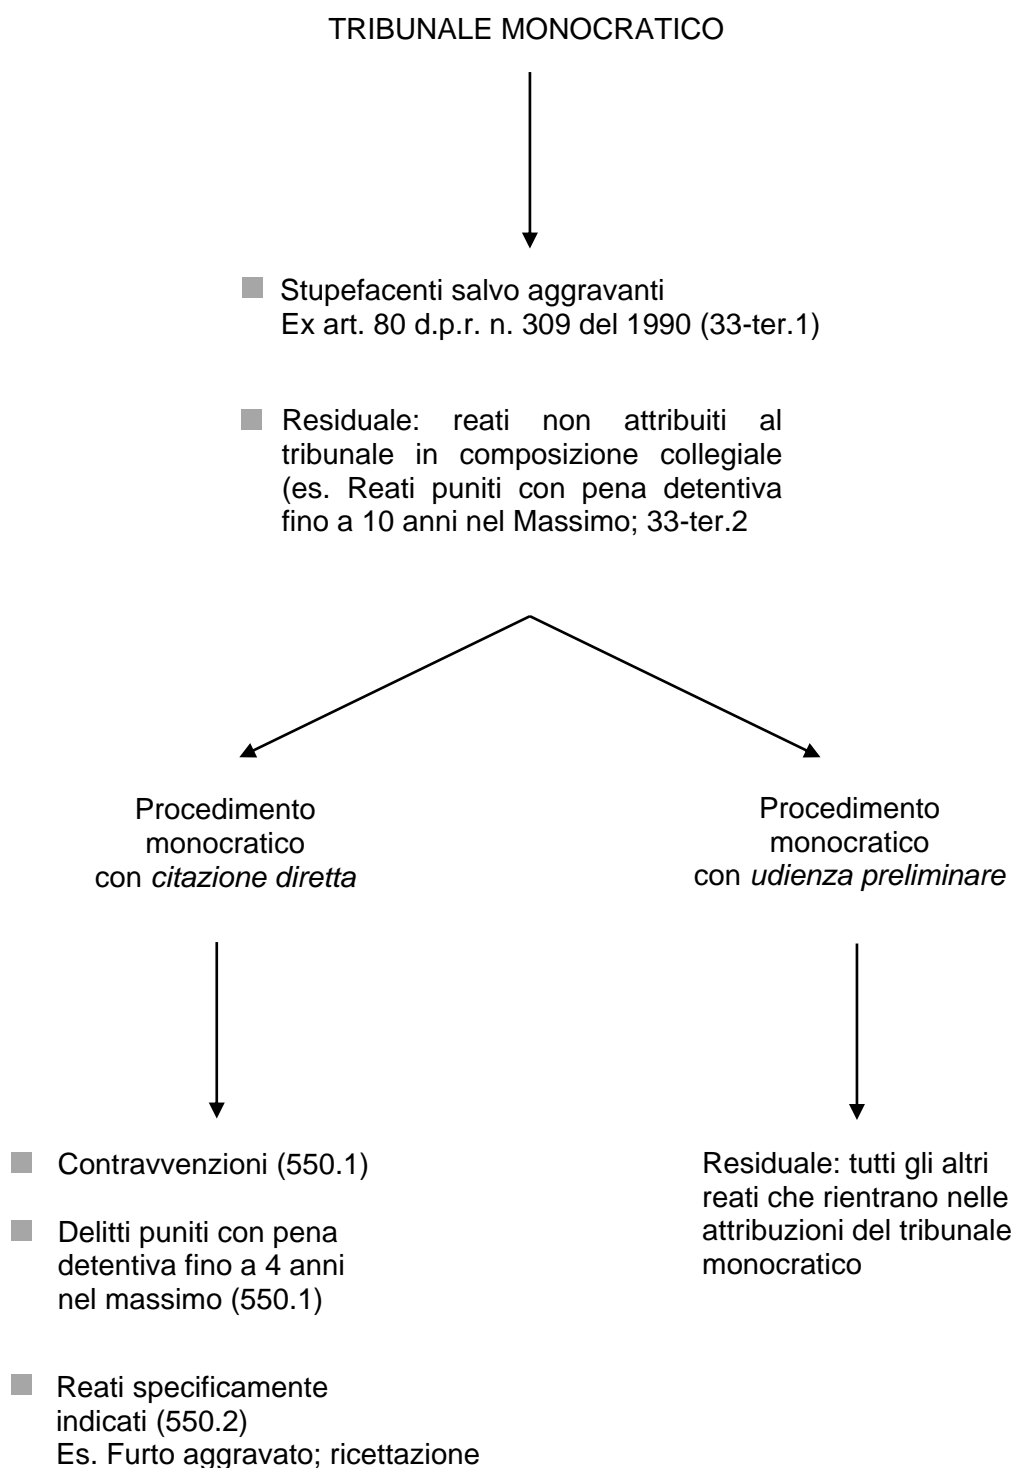 TRIBUNALE MONOCRATICO
Stupefacenti salvo aggravanti
Ex art. 80 d.p.r. n. 309 del 1990 (33-ter.1)
Residuale: reati non attribuiti al
tribunale in composizione collegiale
(es. Reati puniti con pena detentiva
fino a 10 anni nel Massimo; 33-ter.2
Procedimento
monocratico
con citazione diretta
Procedimento
monocratico
con udienza preliminare
Contravvenzioni (550.1)
Delitti puniti con pena
detentiva fino a 4 anni
nel massimo (550.1)
Reati specificamente
indicati (550.2)
Es. Furto aggravato; ricettazione
Residuale: tutti gli altri
reati che rientrano nelle
attribuzioni del tribunale
monocratico